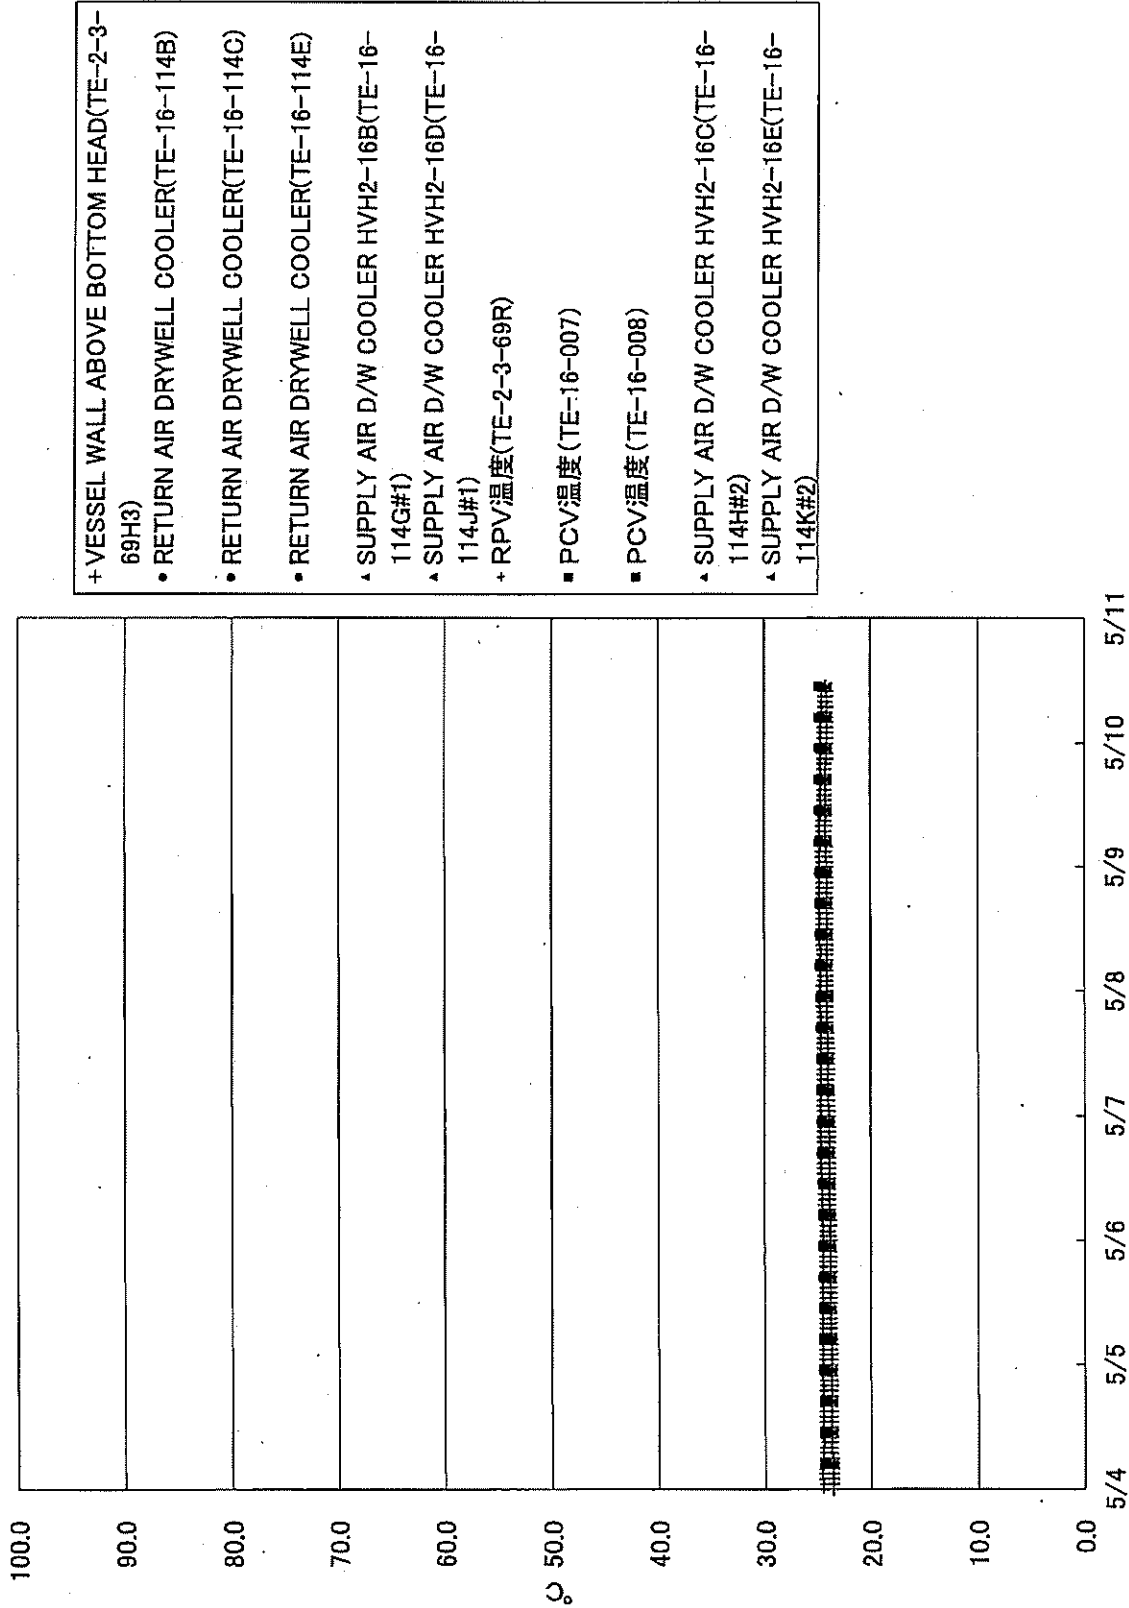 100.0
90.0
80.0
70.0
60.0
50.0
40.0
30.0
20.0
10.0
0.0
°C
5/4
5/5
5/6
5/7
5/8
5/9
5/10
5/11
+VESSEL WALL ABOVE BOTTOM HEAD(TE-2-3-
69H3)
● RETURN AIR DRYWELL COOLER(TE-16-114B)
● RETURN AIR DRYWELL COOLER(TE-16-114C)
● RETURN AIR DRYWELL COOLER(TE-16-114E)
▲ SUPPLY AIR D/W COOLER HVH2-16B(TE-16-
114G#1)
▲ SUPPLY AIR D/W COOLER HVH2-16D(TE-16-
114J#1)
+ RPV温度(TE-2-3-69R)
■ PCV温度(TE-16-007)
■ PCV温度(TE-16-008)
▲ SUPPLY AIR D/W COOLER HVH2-16C(TE-16-
114H#2)
▲ SUPPLY AIR D/W COOLER HVH2-16E(TE-16-
114K#2)